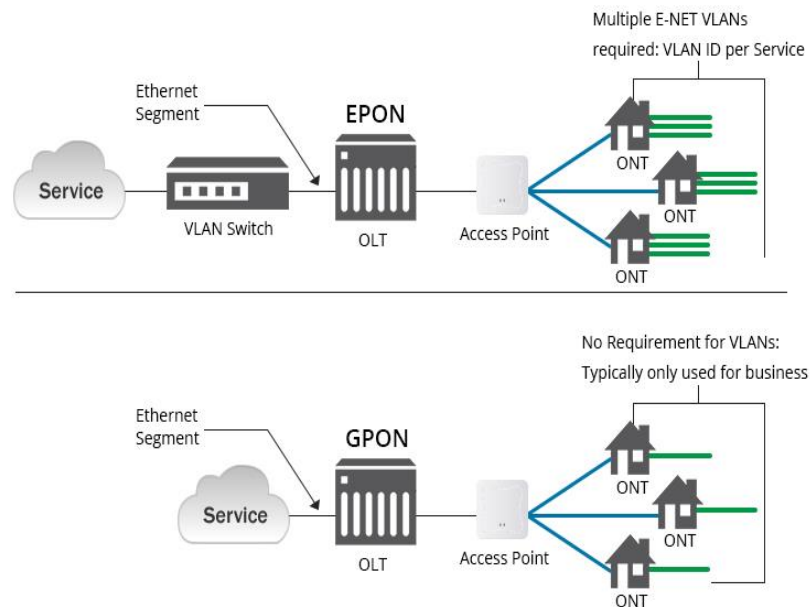 Multiple E-NET VLANs
required: VLAN ID per Service
Ethernet
Segment
EPON
Service
VLAN Switch
OLT
Access Point
ONT
ONT
ONT
No Requirement for VLANs:
Typically only used for business
Ethernet
Segment
GPON
Service
OLT
Access Point
ONT
ONT
ONT